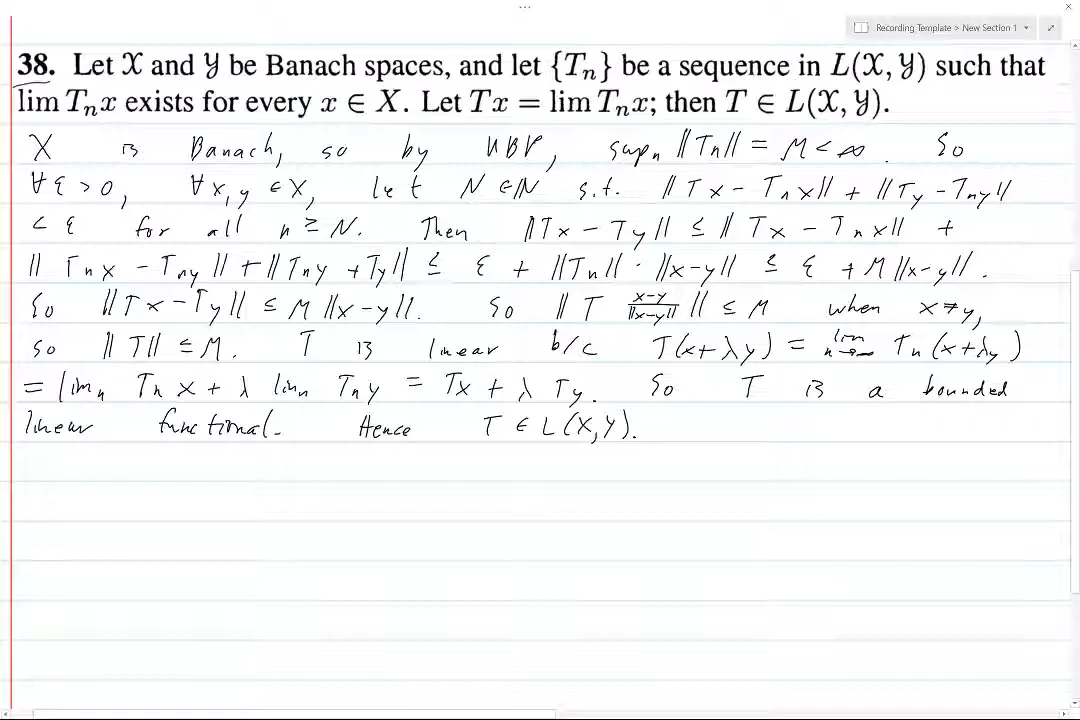 Recording Template > New Section 1
38. Let X and Y be Banach spaces, and let {Tₙ} be a sequence in L(X, Y) such that
lim Tₙx exists for every x ∈ X. Let Tx = lim Tₙx; then T ∈ L(X, Y).
X is Banach, so by UBP, supₙ ||Tₙ|| = M < ∞. So
∀ε > 0, ∀x,y ∈ X, let N ∈ ℕ s.t. ||Tx - Tₙx|| + ||Ty - Tₙy||
< ε for all n ≥ N. Then ||Tx - Ty|| ≤ ||Tx - Tₙx|| +
||Tₙx - Tₙy|| + ||Tₙy + Ty|| ≤ ε + ||Tₙ|| · ||x-y|| ≤ ε + M||x-y||.
So ||Tx - Ty|| ≤ M||x-y||. So ||T (x-y)/||x-y|| || ≤ M when x ≠ y,
so ||T|| ≤ M. T is linear b/c T(x+λy) = lim n→∞ Tₙ(x+λy)
= limₙ Tₙx + λ limₙ Tₙy = Tx + λTy. So T is a bounded
linear functional. Hence T ∈ L(X,Y).